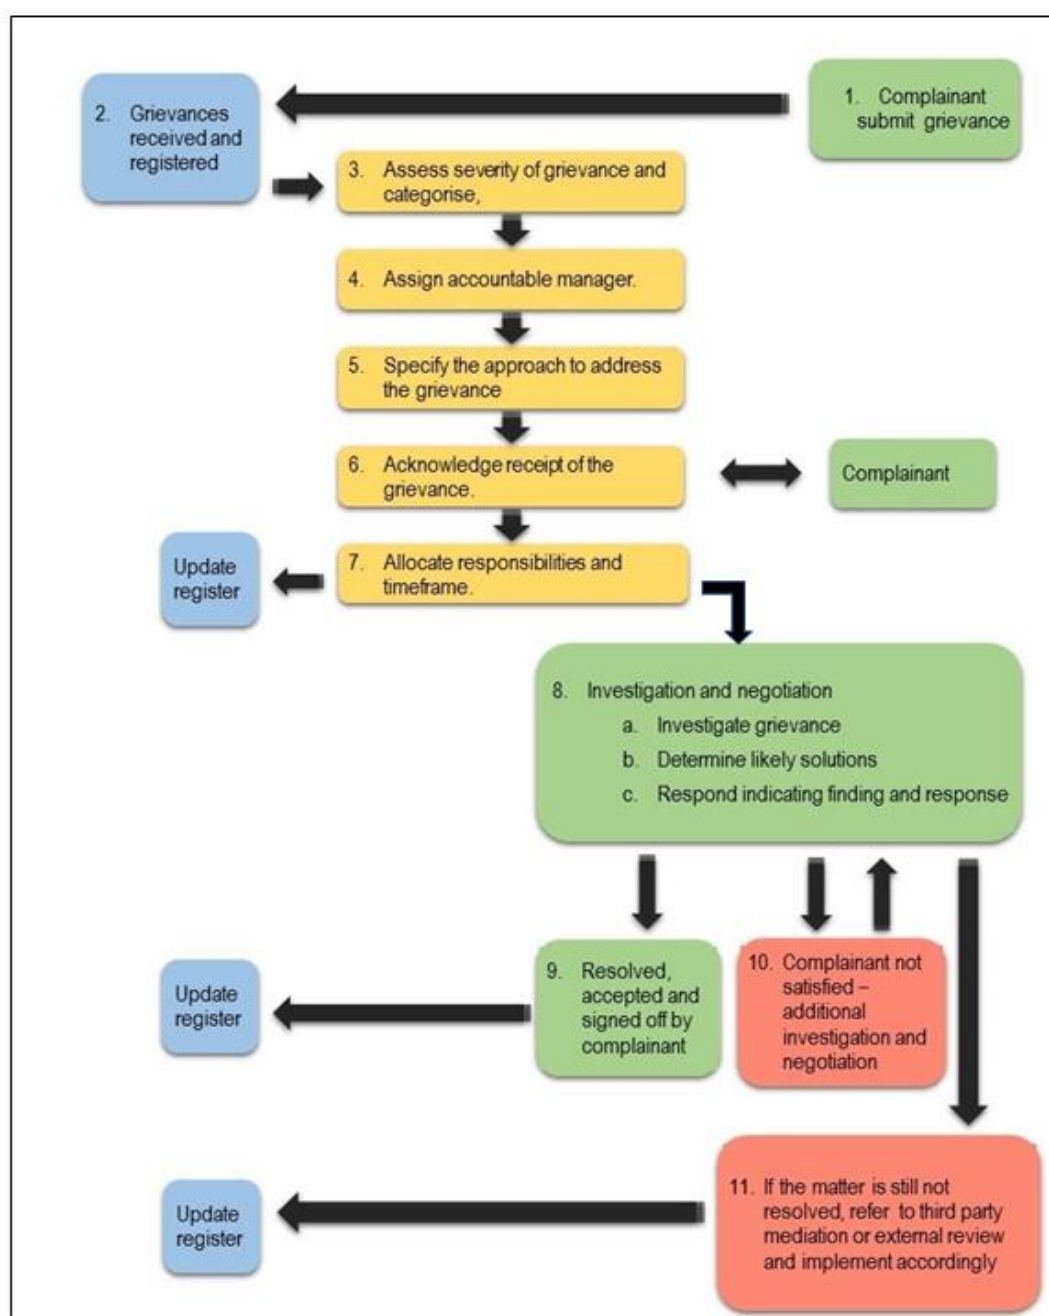 1. Complainant
submit grievance
2. Grievances
received and
registered
3. Assess severity of grievance and
categorise,
4. Assign accountable manager.
5. Specify the approach to address
the grievance
6. Acknowledge receipt of the
grievance.
Complainant
7. Allocate responsibilities and
timeframe.
Update
register
8. Investigation and negotiation
a. Investigate grievance
b. Determine likely solutions
c. Respond indicating finding and response
9. Resolved,
accepted and
signed off by
complainant
Update
register
10. Complainant not
satisfied –
additional
investigation and
negotiation
11. If the matter is still not
resolved, refer to third party
mediation or external review
and implement accordingly
Update
register